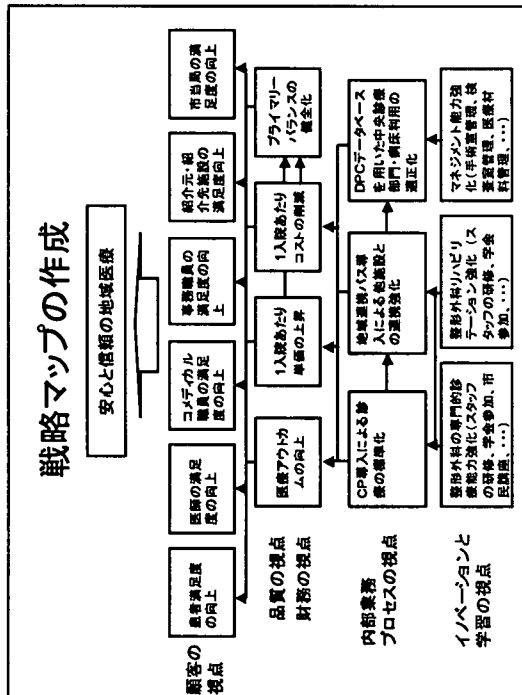 戦略マップの作成
安心と信頼の地域医療
顧客の
視点
患者満足度
の向上
医師の満足
度の向上
コメディカル
職員の満足
度の向上
事務職員の
満足度の向
上
紹介元・紹
介先施設の
満足度向上
市当局の満
足度の向上
品質の視点
財務の視点
医療アウトカ
ムの向上
1入院あたり
単価の上昇
1入院あたり
コストの削減
プライマリー
バランスの
健全化
内部業務
プロセスの視点
CP導入による診
療の標準化
地域連携パス導
入による他施設と
の連携強化
DPCデータベース
を用いた中央診療
部門・病床利用の
適正化
イノベーションと
学習の視点
整形外科の専門的診
療能力強化(スタッフ
の研修、学会参加、市
民講座、・・・)
整形外科リハビリ
テーション強化(ス
タッフの研修、学会
参加、・・・)
マネジメント能力強
化(手術室管理、検
査室管理、医療材
料管理、・・・)